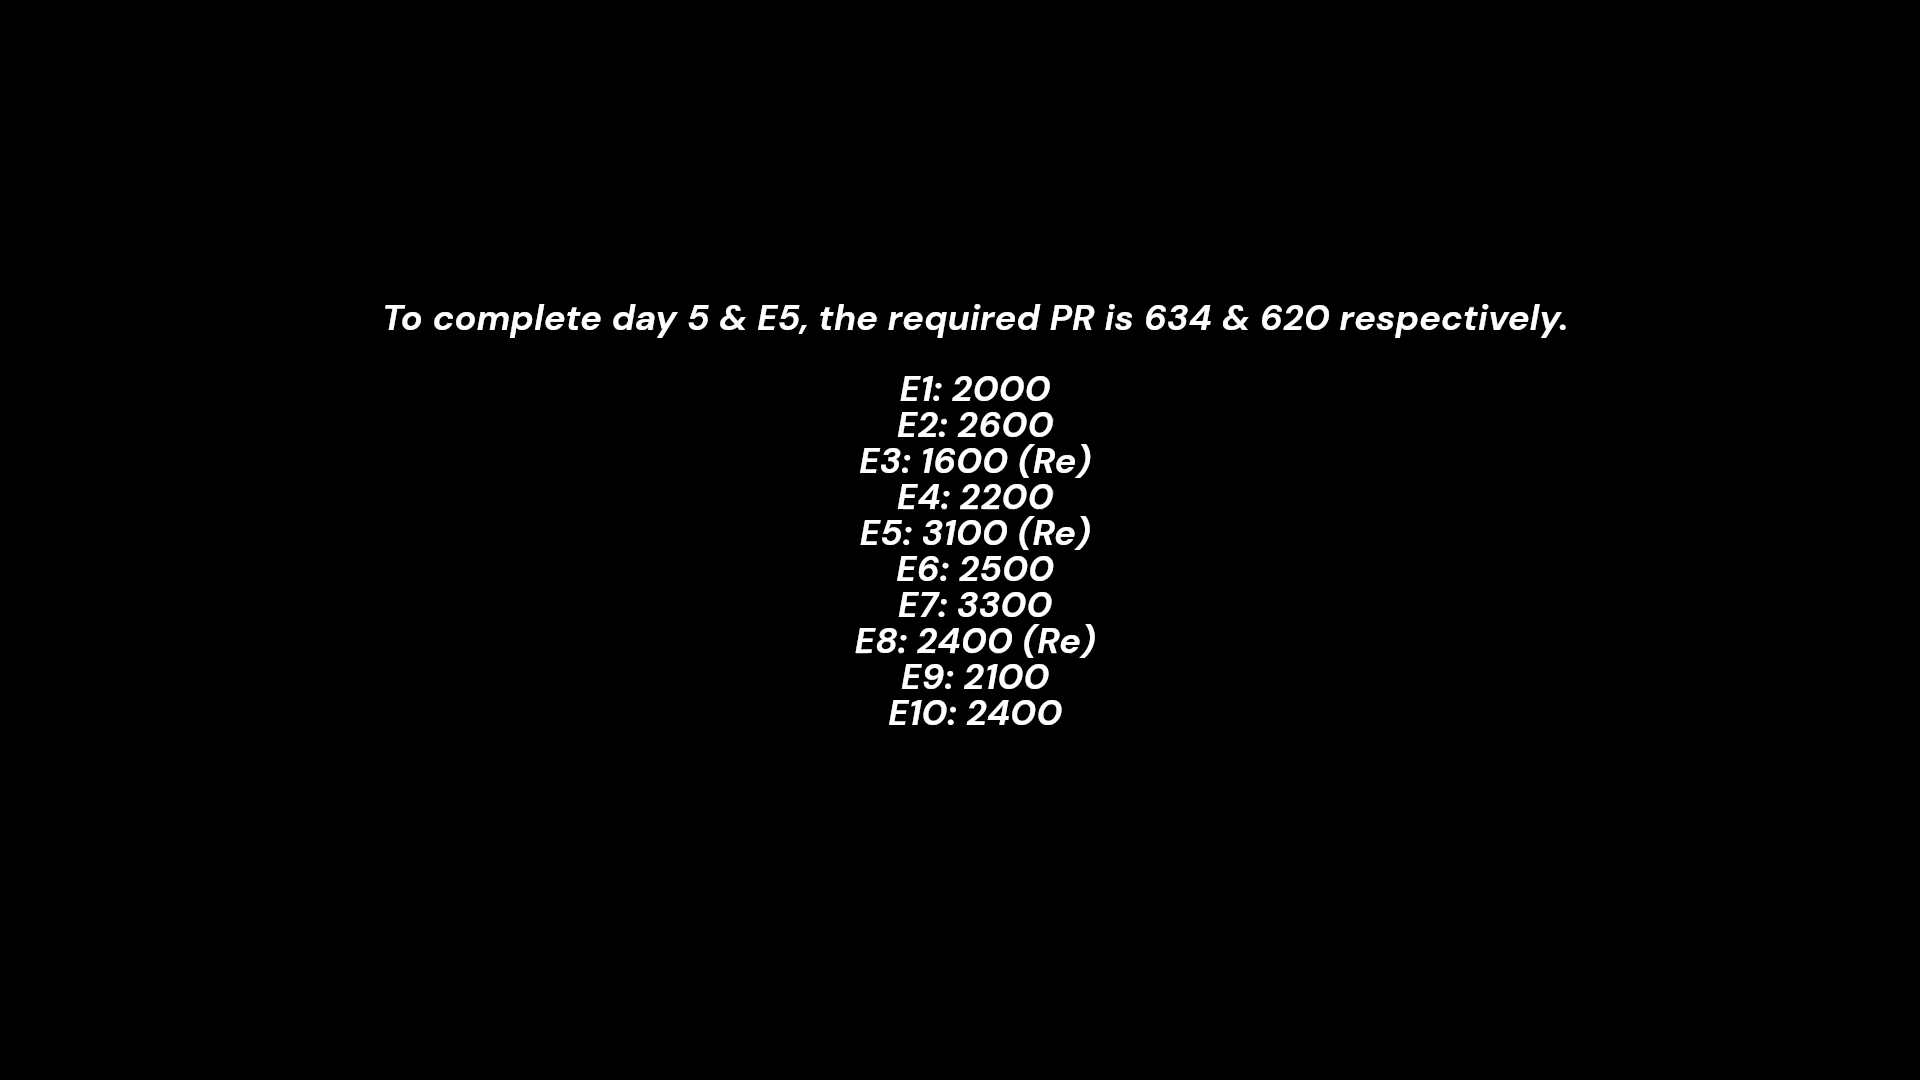 To complete day 5 & E5, the required PR is 634 & 620 respectively.
E1: 2000
E2: 2600
E3: 1600 (Re)
E4: 2200
E5: 3100 (Re)
E6: 2500
E7: 3300
E8: 2400 (Re)
E9: 2100
E10: 2400